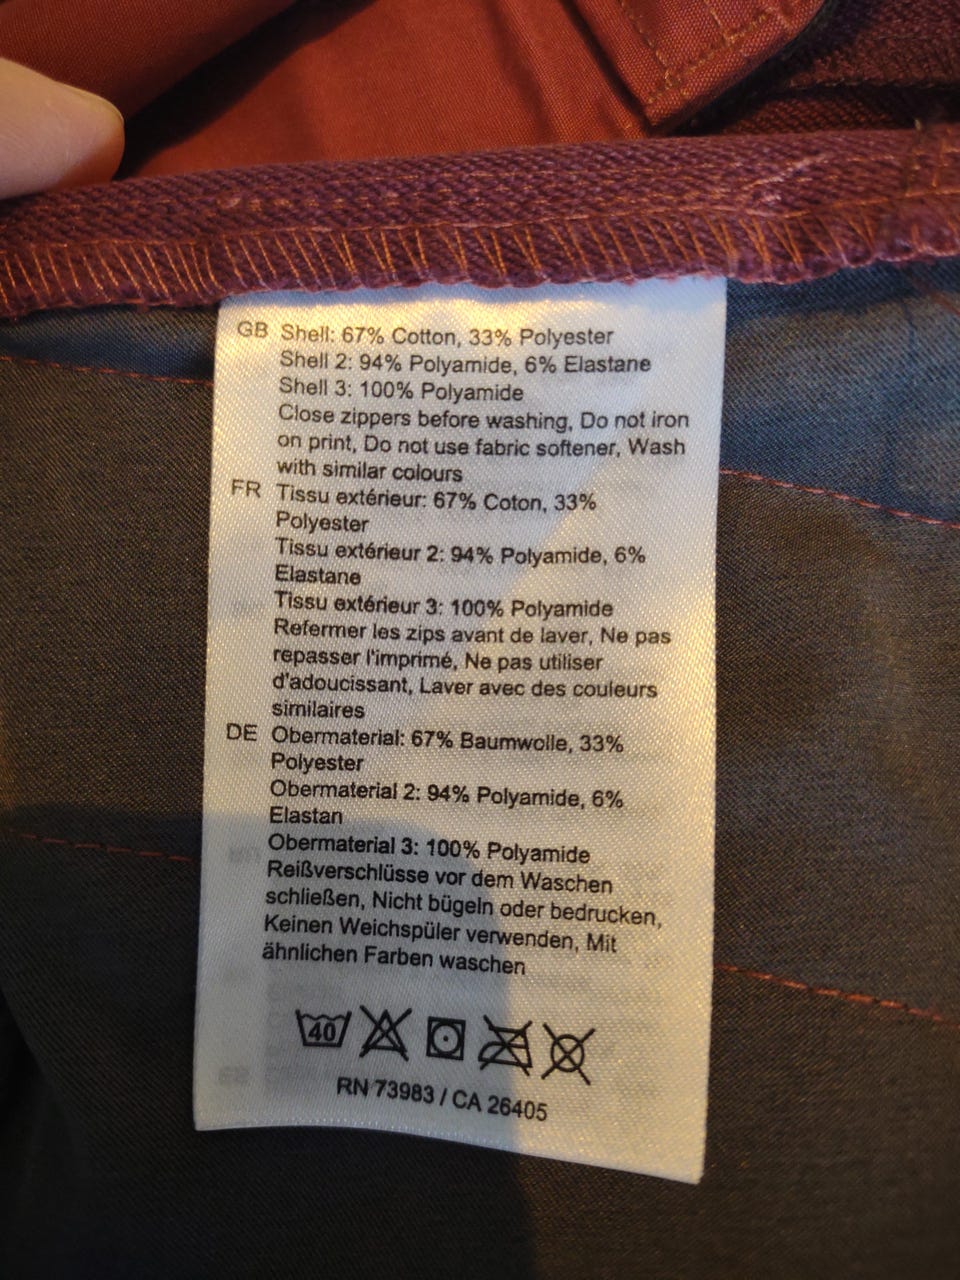 GB Shell: 67% Cotton, 33% Polyester
Shell 2: 94% Polyamide, 6% Elastane
Shell 3: 100% Polyamide
Close zippers before washing, Do not iron
on print, Do not use fabric softener, Wash
with similar colours
FR Tissu extérieur: 67% Coton, 33%
Polyester
Tissu extérieur 2: 94% Polyamide, 6%
Elastane
Tissu extérieur 3: 100% Polyamide
Refermer les zips avant de laver, Ne pas
repasser l'imprimé, Ne pas utiliser
d'adoucissant, Laver avec des couleurs
similaires
DE Obermaterial: 67% Baumwolle, 33%
Polyester
Obermaterial 2: 94% Polyamide, 6%
Elastan
Obermaterial 3: 100% Polyamide
Reißverschlüsse vor dem Waschen
schließen, Nicht bügeln oder bedrucken,
Keinen Weichspüler verwenden, Mit
ähnlichen Farben waschen
40
RN 73983 / CA 26405